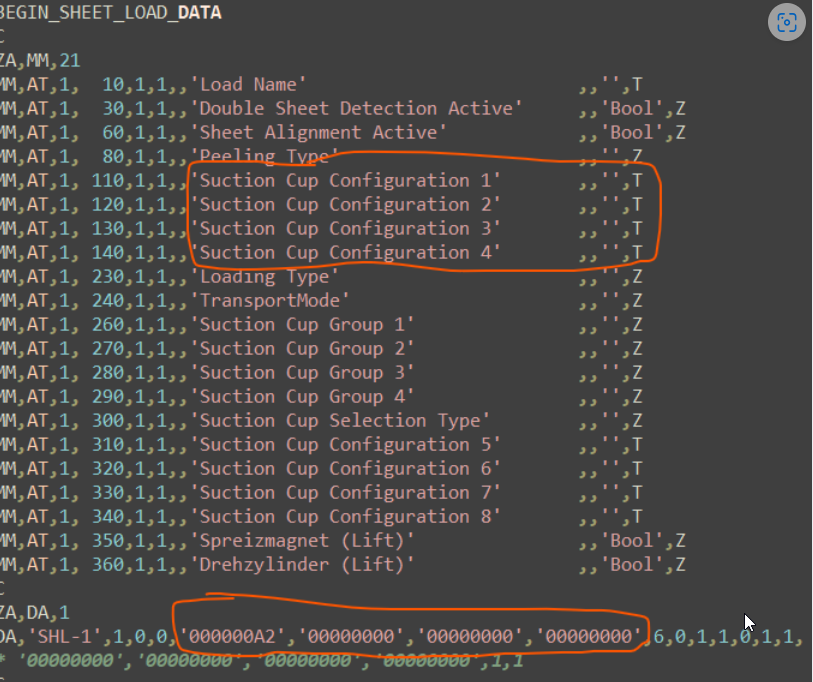 BEGIN_SHEET_LOAD_DATA
C
ZA,MM,21
MM,AT,1,  10,1,1,,'Load Name'                       ,,'',T
MM,AT,1,  30,1,1,,'Double Sheet Detection Active'     ,,'Bool',Z
MM,AT,1,  60,1,1,,'Sheet Alignment Active'            ,,'Bool',Z
MM,AT,1,  80,1,1,,'Peeling Type'                      ,,'',Z
MM,AT,1, 110,1,1,,'Suction Cup Configuration 1'       ,,'',T
MM,AT,1, 120,1,1,,'Suction Cup Configuration 2'       ,,'',T
MM,AT,1, 130,1,1,,'Suction Cup Configuration 3'       ,,'',T
MM,AT,1, 140,1,1,,'Suction Cup Configuration 4'       ,,'',T
MM,AT,1, 230,1,1,,'Loading Type'                      ,,'',Z
MM,AT,1, 240,1,1,,'TransportMode'                     ,,'',Z
MM,AT,1, 260,1,1,,'Suction Cup Group 1'               ,,'',Z
MM,AT,1, 270,1,1,,'Suction Cup Group 2'               ,,'',Z
MM,AT,1, 280,1,1,,'Suction Cup Group 3'               ,,'',Z
MM,AT,1, 290,1,1,,'Suction Cup Group 4'               ,,'',Z
MM,AT,1, 300,1,1,,'Suction Cup Selection Type'        ,,'',Z
MM,AT,1, 310,1,1,,'Suction Cup Configuration 5'       ,,'',T
MM,AT,1, 320,1,1,,'Suction Cup Configuration 6'       ,,'',T
MM,AT,1, 330,1,1,,'Suction Cup Configuration 7'       ,,'',T
MM,AT,1, 340,1,1,,'Suction Cup Configuration 8'       ,,'',T
MM,AT,1, 350,1,1,,'Spreizmagnet (Lift)'               ,,'Bool',Z
MM,AT,1, 360,1,1,,'Drehzylinder (Lift)'               ,,'Bool',Z
C
ZA,DA,1
DA,'SHL-1',1,0,0,'000000A2','00000000','00000000','00000000',6,0,1,1,0,1,1,
* '00000000','00000000','00000000','00000000',1,1
C